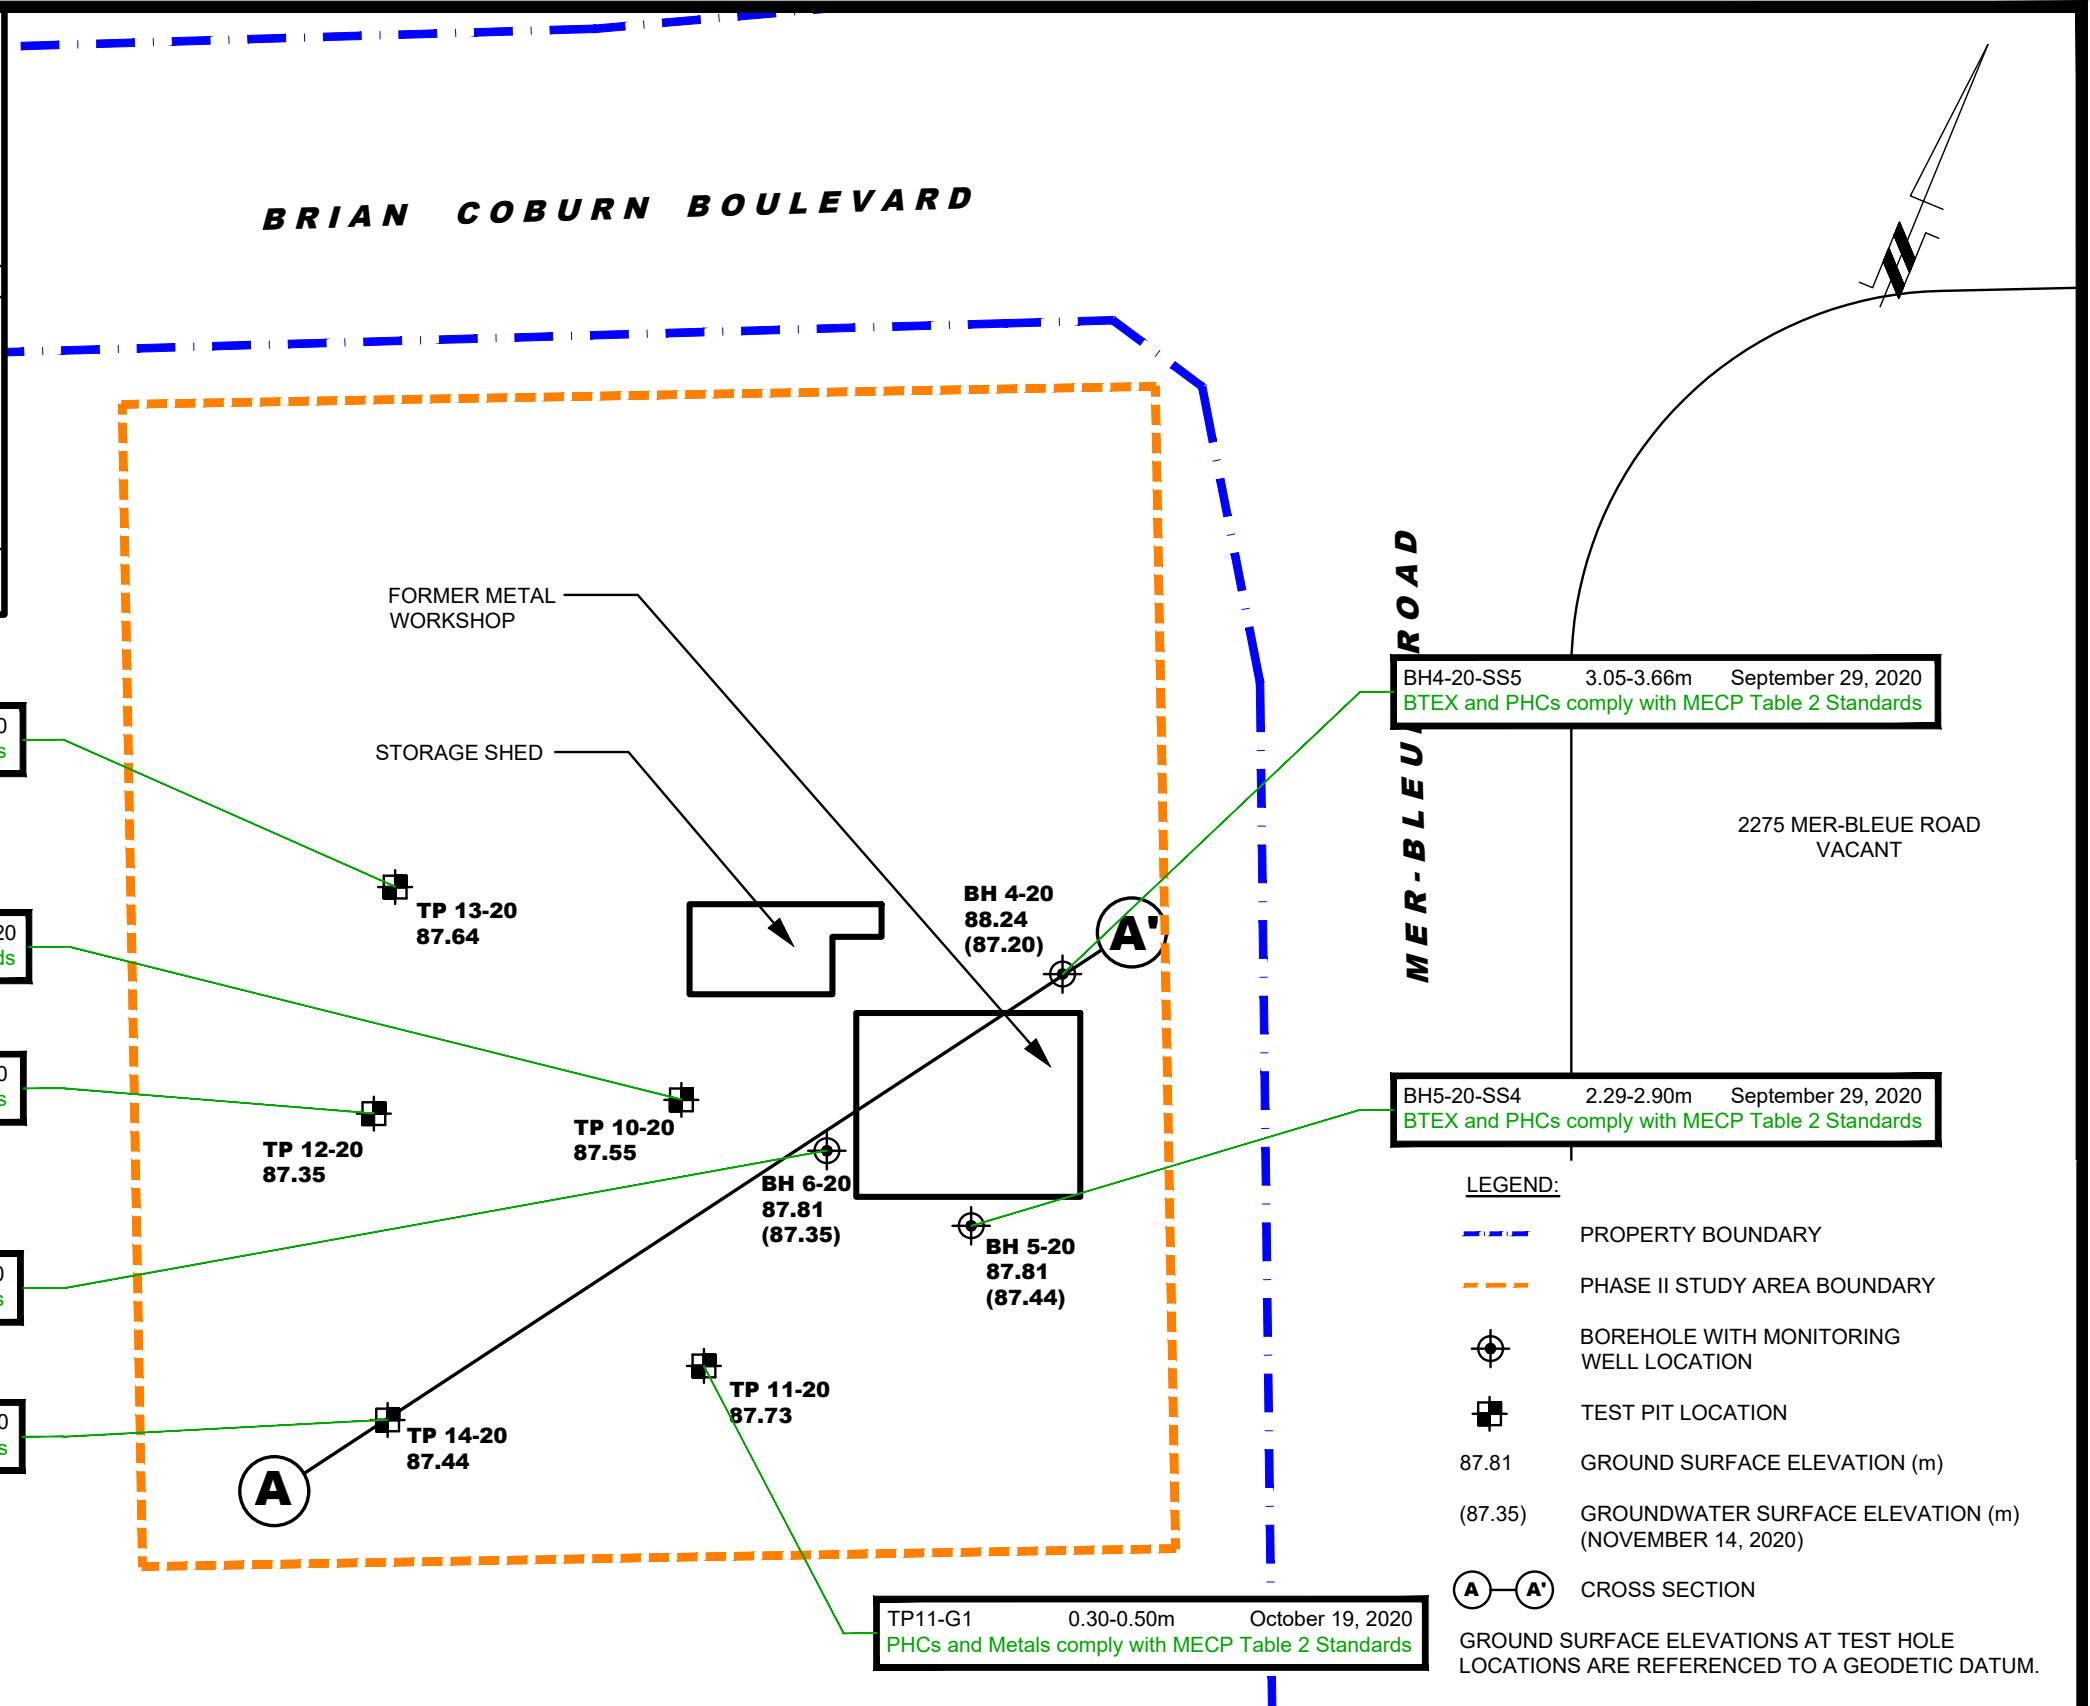 BRIAN COBURN BOULEVARD
FORMER METAL
WORKSHOP
STORAGE SHED
MER-BLEUE ROAD
BH4-20-SS5 3.05-3.66m September 29, 2020
BTEX and PHCs comply with MECP Table 2 Standards
2275 MER-BLEUE ROAD
VACANT
TP 13-20
87.64
BH 4-20
88.24
(87.20)
A'
TP 12-20
87.35
TP 10-20
87.55
BH 6-20
87.81
(87.35)
BH 5-20
87.81
(87.44)
BH5-20-SS4 2.29-2.90m September 29, 2020
BTEX and PHCs comply with MECP Table 2 Standards
TP 11-20
87.73
TP 14-20
87.44
A
TP11-G1 0.30-0.50m October 19, 2020
PHCs and Metals comply with MECP Table 2 Standards
LEGEND:
PROPERTY BOUNDARY
PHASE II STUDY AREA BOUNDARY
BOREHOLE WITH MONITORING
WELL LOCATION
TEST PIT LOCATION
87.81 GROUND SURFACE ELEVATION (m)
(87.35) GROUNDWATER SURFACE ELEVATION (m)
(NOVEMBER 14, 2020)
A A' CROSS SECTION
GROUND SURFACE ELEVATIONS AT TEST HOLE
LOCATIONS ARE REFERENCED TO A GEODETIC DATUM.